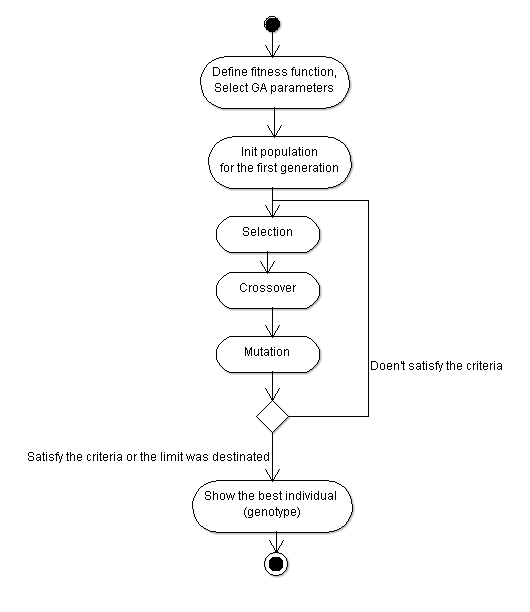 Define fitness function,
Select GA parameters
Init population
for the first generation
Selection
Crossover
Mutation
Doen't satisfy the criteria
Satisfy the criteria or the limit was destinated
Show the best individual
(genotype)